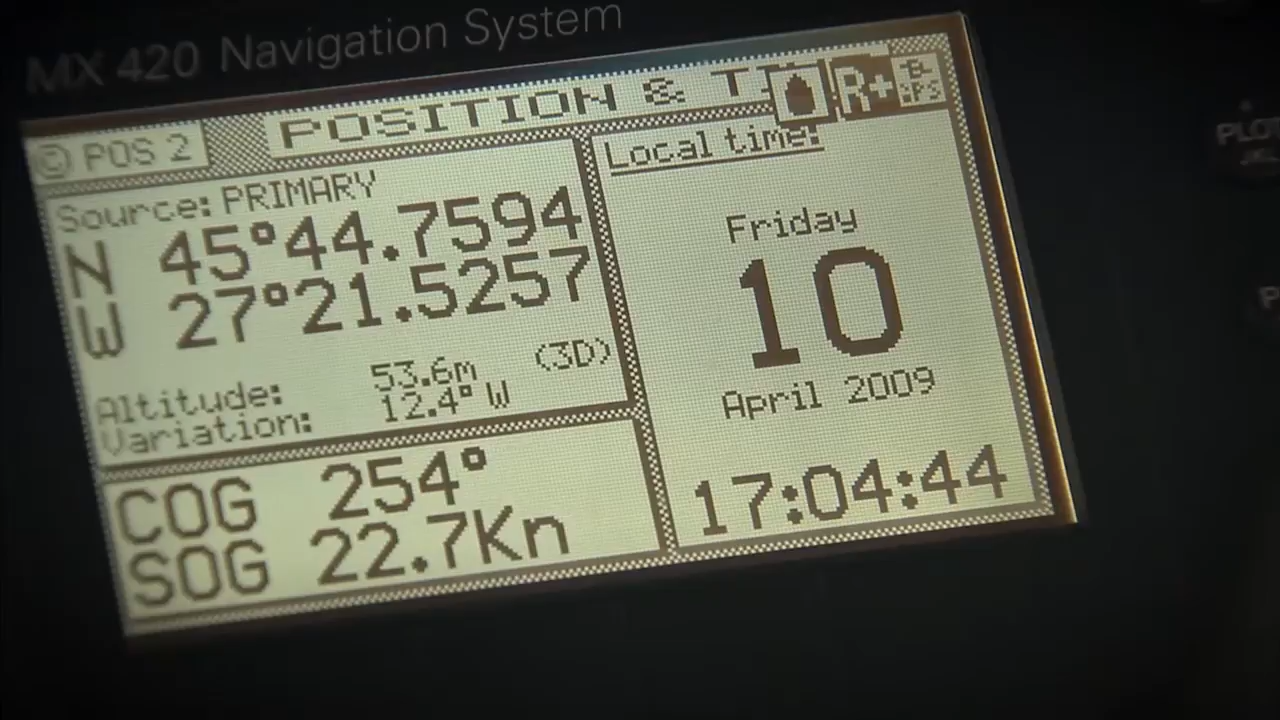 MX 420 Navigation System
© POS 2
POSITION & T
R+
Source: PRIMARY
N 45°44.7594
W 27°21.5257
Altitude: 53.6m (3D)
Variation: 12.4° W
COG 254°
SOG 22.7Kn
Local time:
Friday
10
April 2009
17:04:44